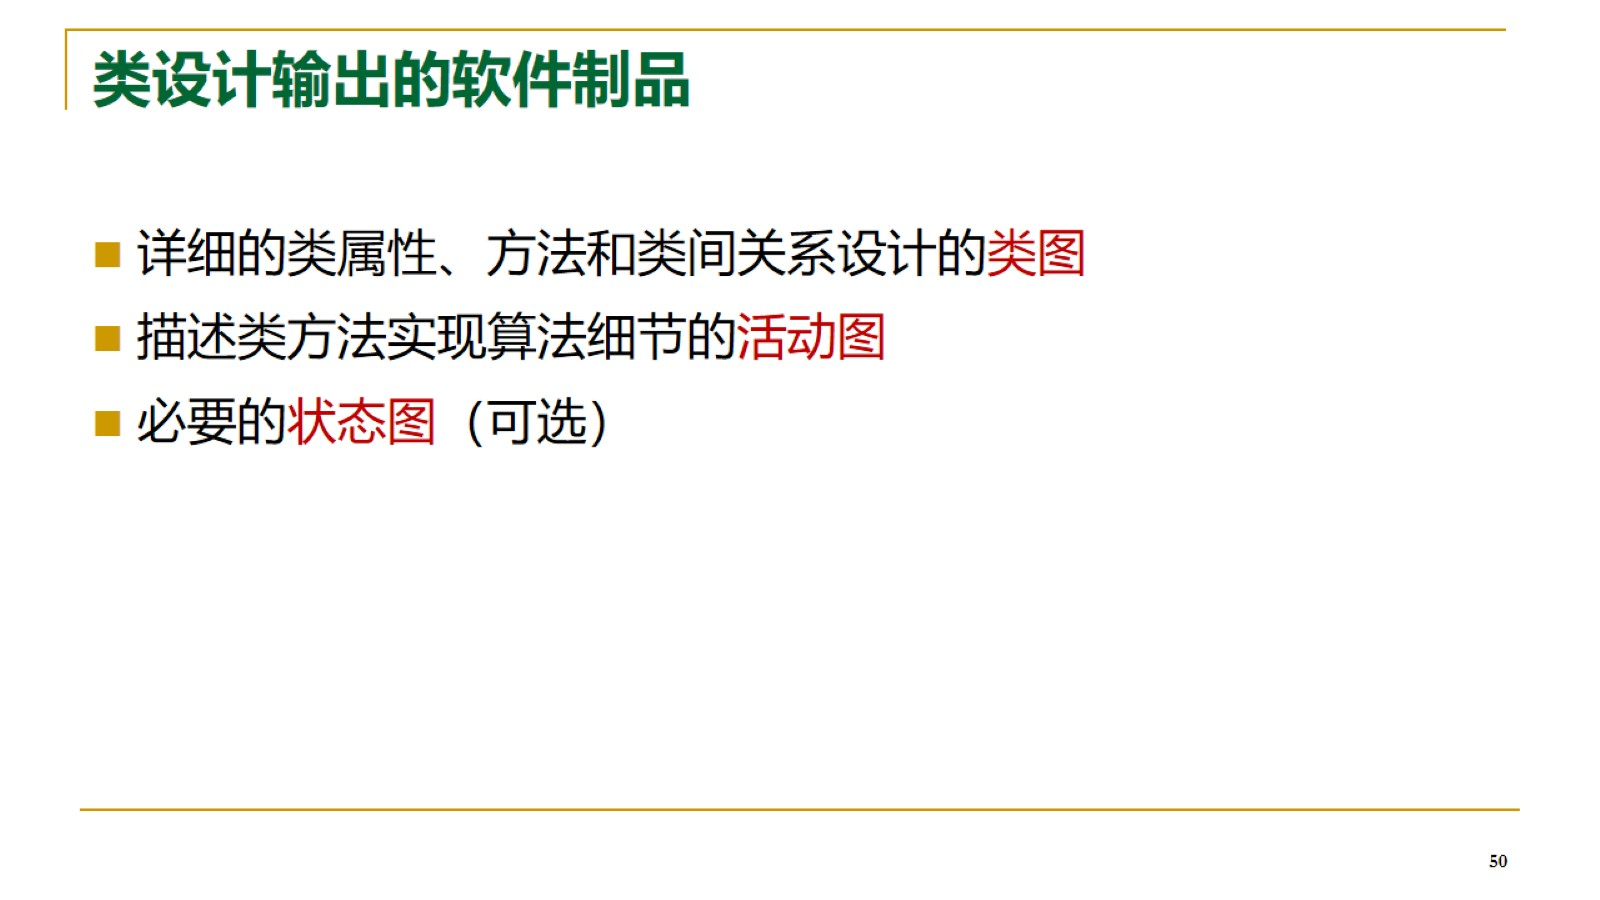 类设计输出的软件制品
详细的类属性、方法和类间关系设计的类图
描述类方法实现算法细节的活动图
必要的状态图（可选）
50